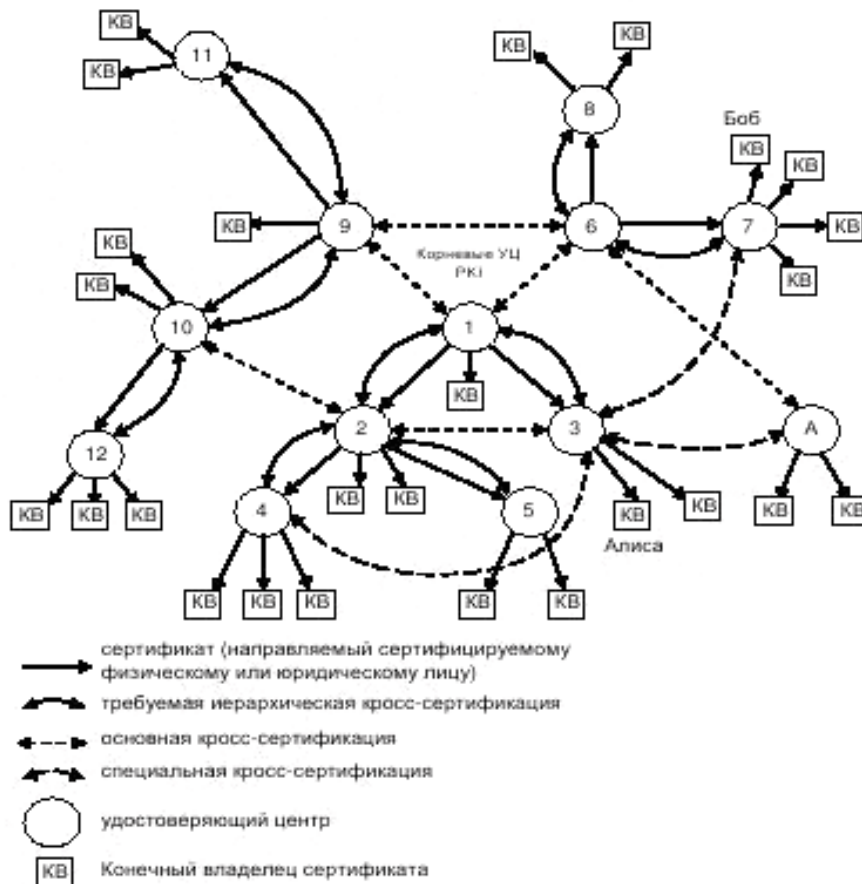 КВ
КВ
11
КВ
КВ
8
Боб
КВ
КВ
КВ
9
6
7
КВ
КВ
КВ
Корневые УЦ
PKI
КВ
КВ
10
1
КВ
2
3
А
12
КВ
КВ
КВ
КВ
КВ
КВ
КВ
4
5
КВ
КВ
КВ
Алиса
КВ
КВ
КВ
КВ
КВ
сертификат (направляемый сертифицируемому
физическому или юридическому лицу)
требуемая иерархическая кросс-сертификация
основная кросс-сертификация
специальная кросс-сертификация
удостоверяющий центр
КВ
Конечный владелец сертификата